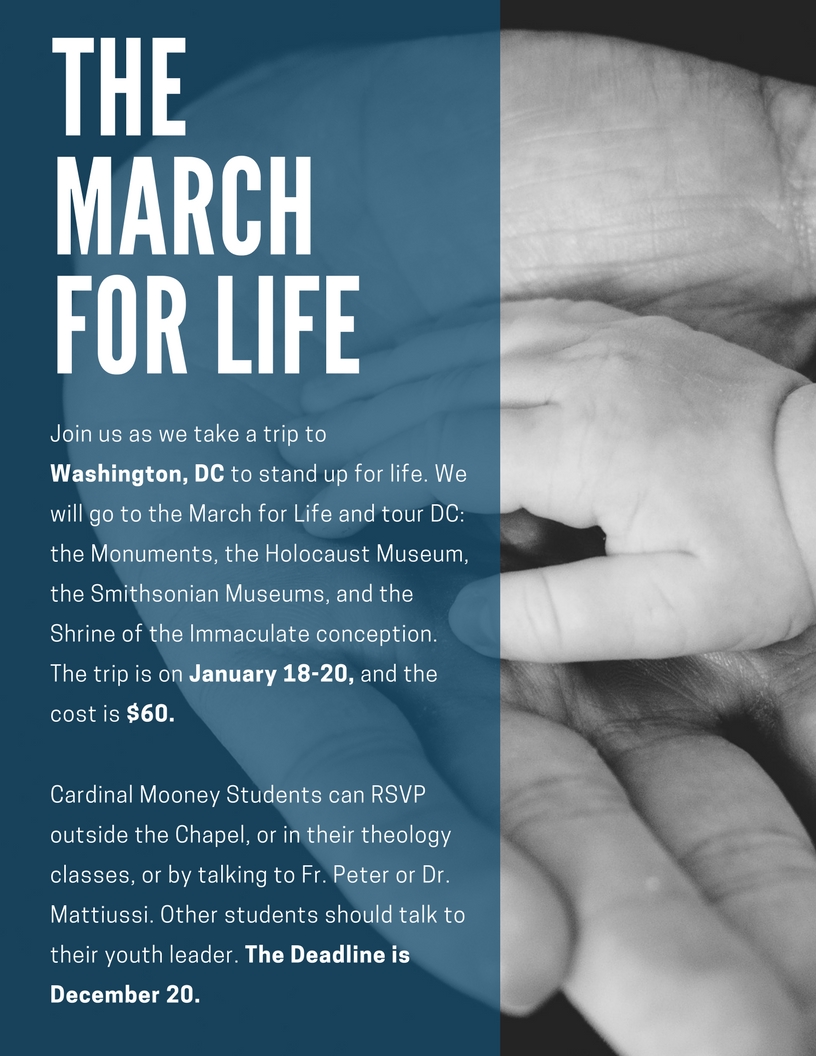 THE
MARCH
FOR LIFE
Join us as we take a trip to
Washington, DC to stand up for life. We
will go to the March for Life and tour DC:
the Monuments, the Holocaust Museum,
the Smithsonian Museums, and the
Shrine of the Immaculate conception.
The trip is on January 18-20, and the
cost is $60.
Cardinal Mooney Students can RSVP
outside the Chapel, or in their theology
classes, or by talking to Fr. Peter or Dr.
Mattiussi. Other students should talk to
their youth leader. The Deadline is
December 20.